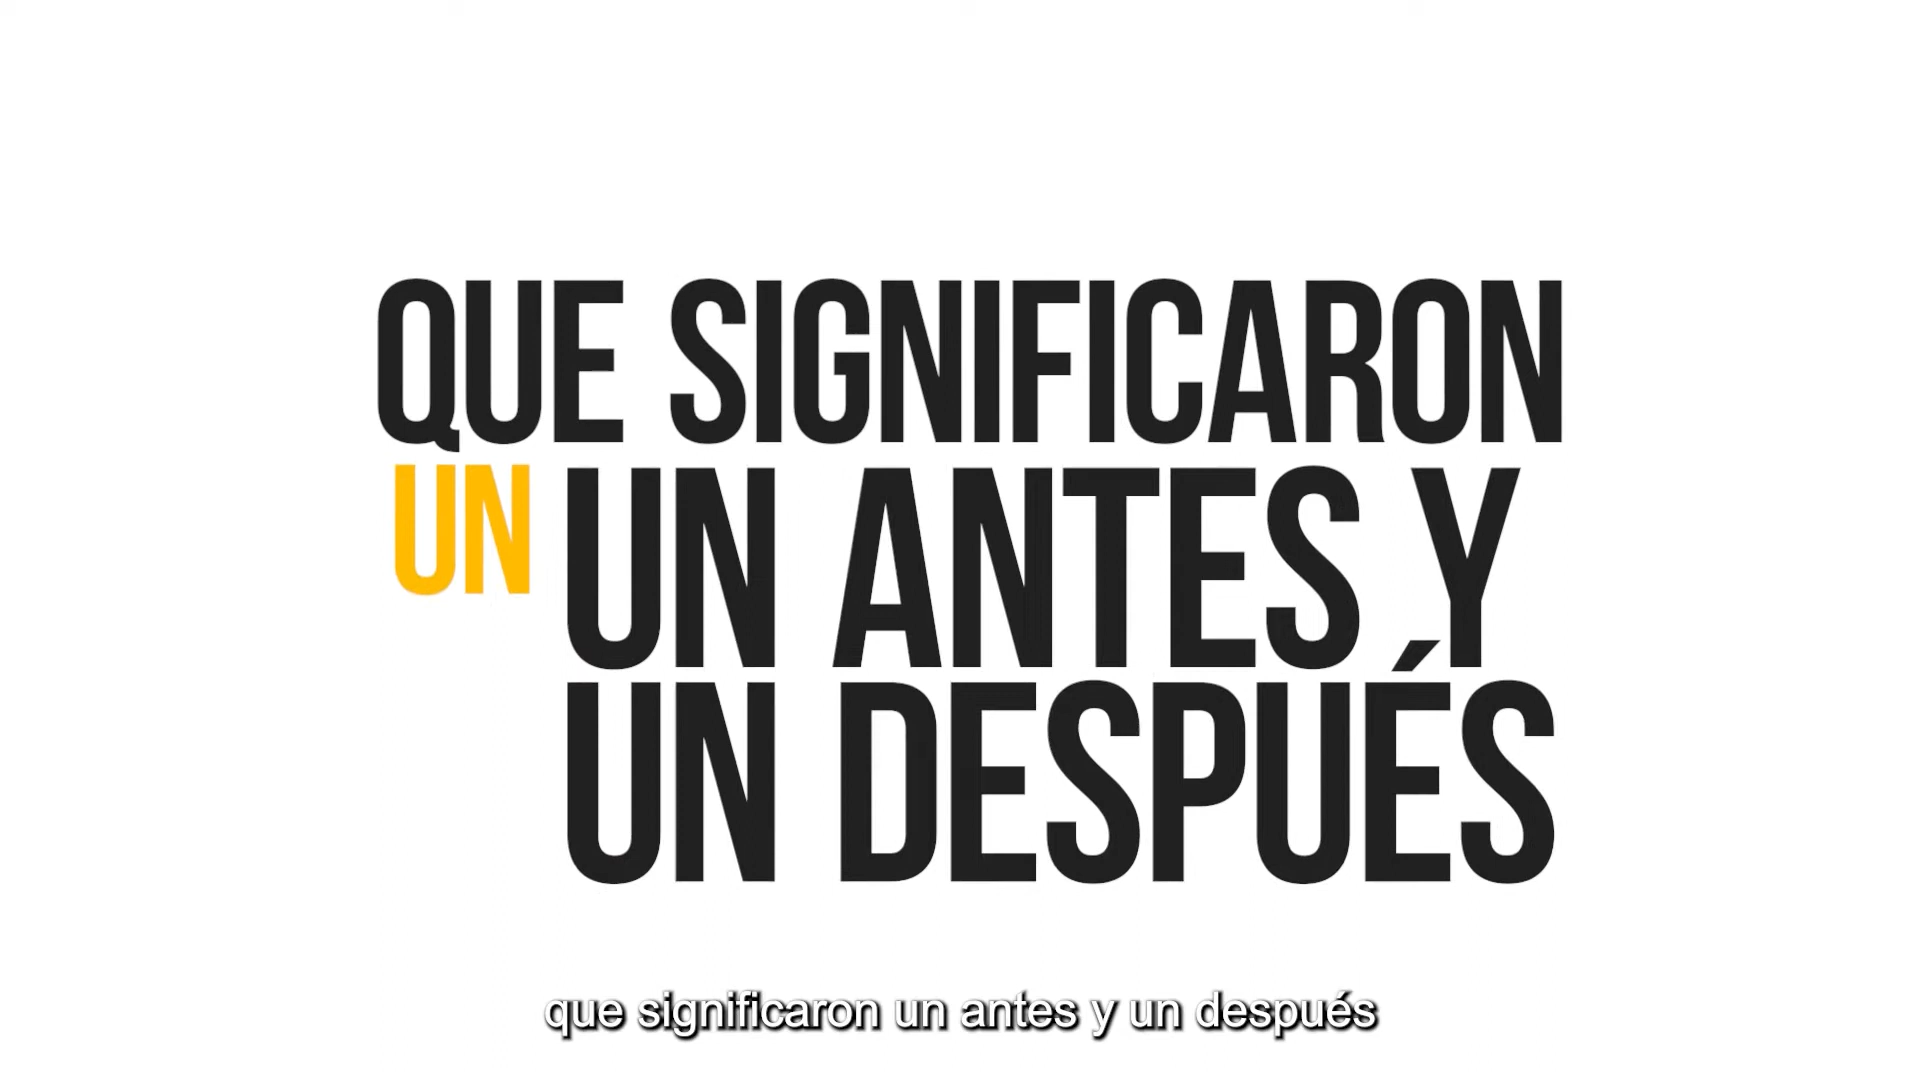 QUE SIGNIFICARON
UN UN ANTES Y
UN DESPUÉS
que significaron un antes y un después